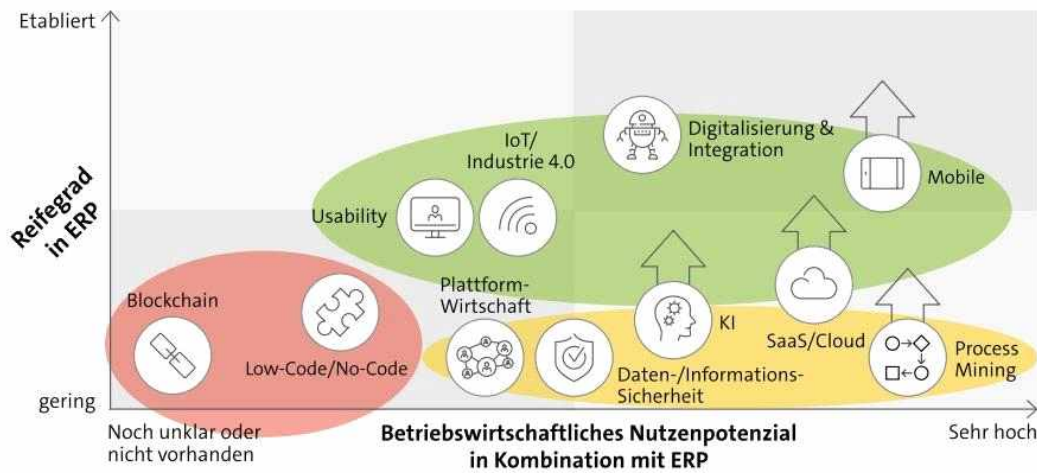 Etabliert
IoT/
Industrie 4.0
Digitalisierung &
Integration
Mobile
Usability
Reifegrad
in ERP
Blockchain
Plattform-
Wirtschaft
KI
SaaS/Cloud
Low-Code/No-Code
Daten-/Informations-
Sicherheit
Process
Mining
gering
Noch unklar oder
nicht vorhanden
Betriebswirtschaftliches Nutzenpotenzial
in Kombination mit ERP
Sehr hoch